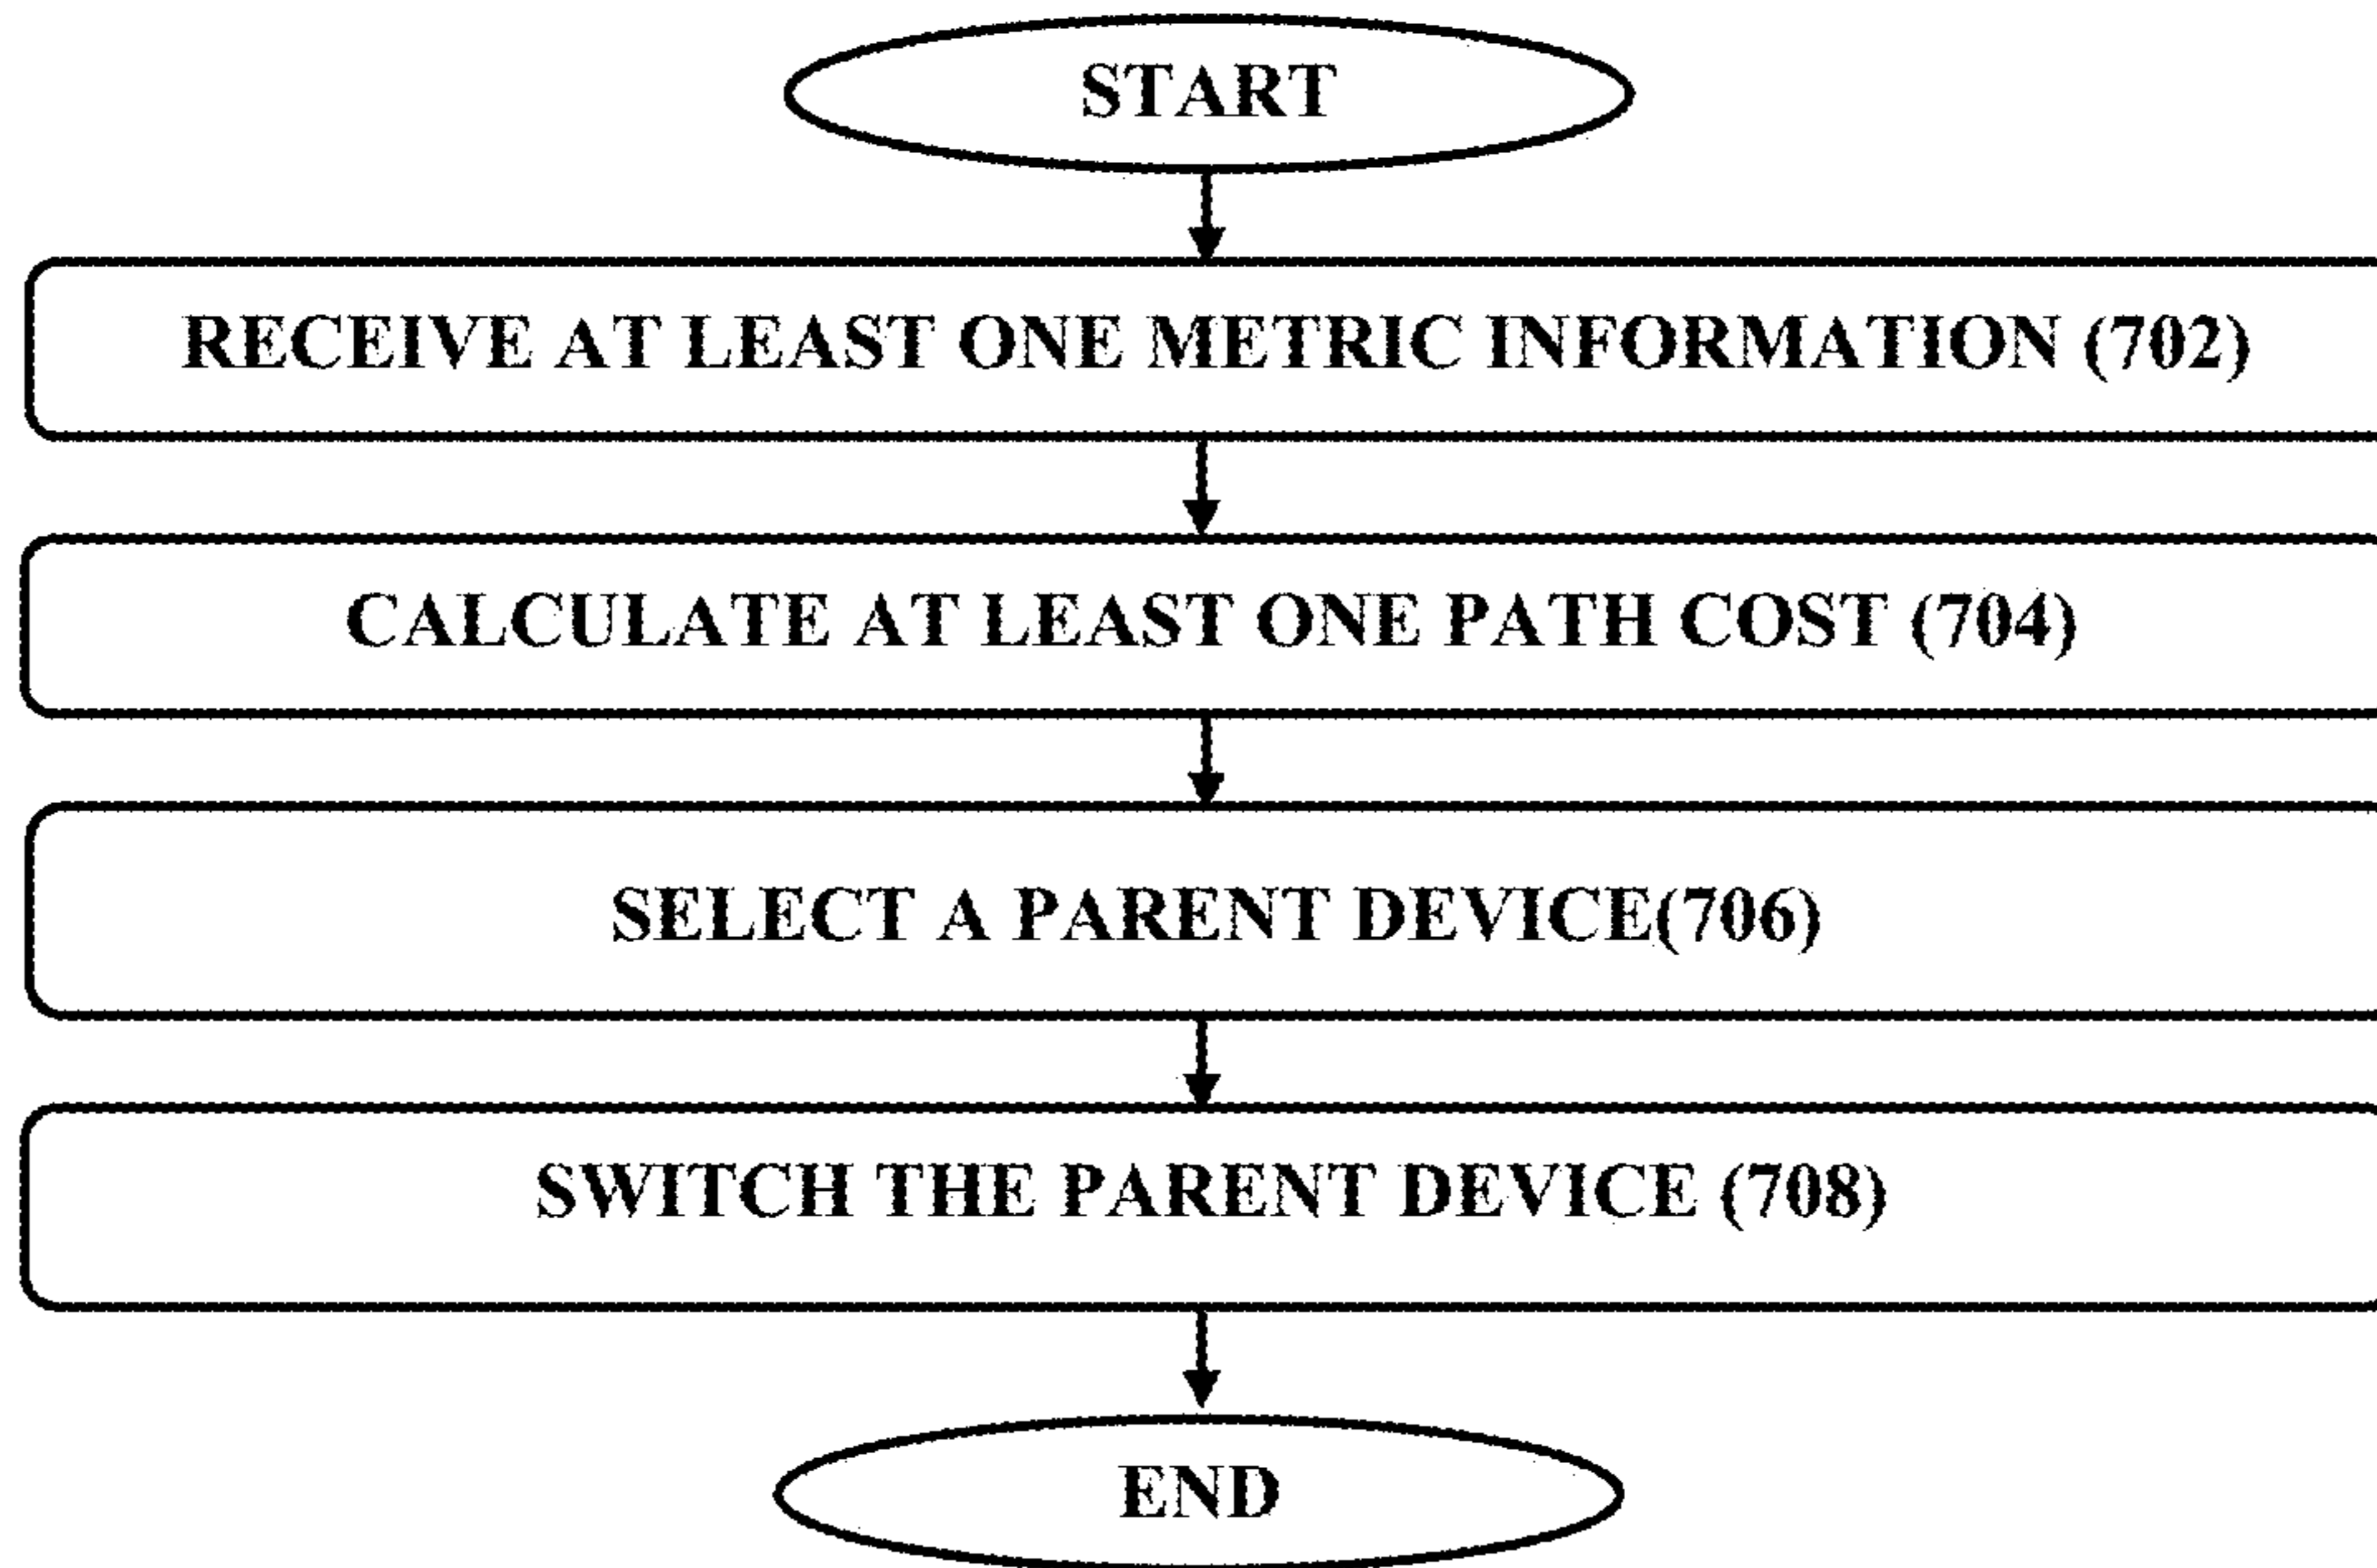 START
RECEIVE AT LEAST ONE METRIC INFORMATION (702)
CALCULATE AT LEAST ONE PATH COST (704)
SELECT A PARENT DEVICE(706)
SWITCH THE PARENT DEVICE (708)
END